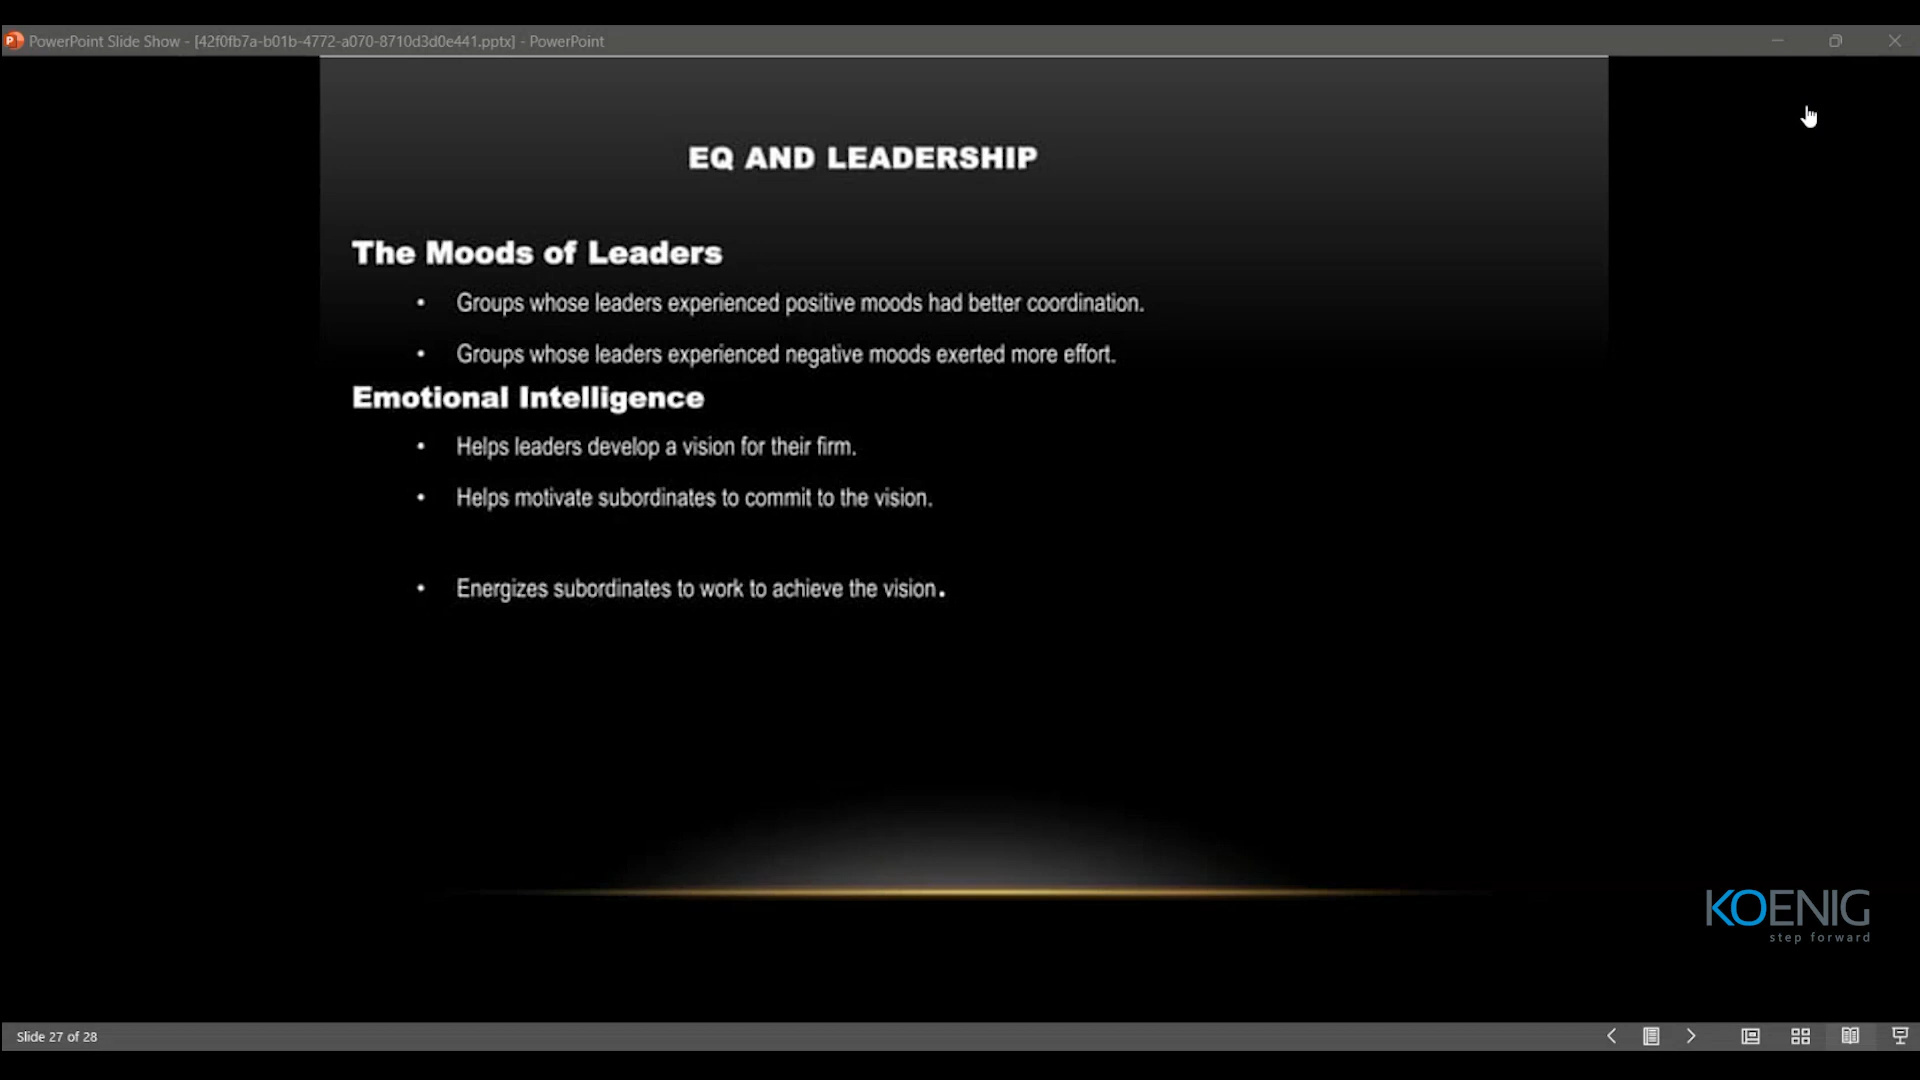 PowerPoint Slide Show - [42f0fb7a-b01b-4772-a070-8710d3d0e441.pptx] - PowerPoint
EQ AND LEADERSHIP
The Moods of Leaders
• Groups whose leaders experienced positive moods had better coordination.
• Groups whose leaders experienced negative moods exerted more effort.
Emotional Intelligence
• Helps leaders develop a vision for their firm.
• Helps motivate subordinates to commit to the vision.
• Energizes subordinates to work to achieve the vision.
KOENIG
step forward
Slide 27 of 28